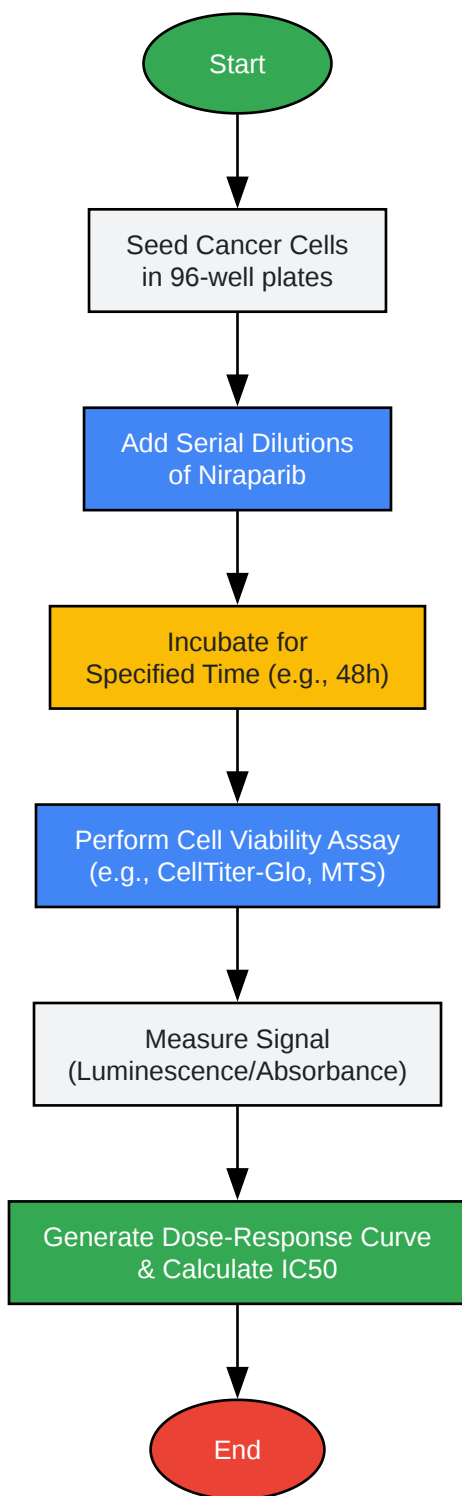 Start
Seed Cancer Cells
in 96-well plates
Add Serial Dilutions
of Niraparib
Incubate for
Specified Time (e.g., 48h)
Perform Cell Viability Assay
(e.g., CellTiter-Glo, MTS)
Measure Signal
(Luminescence/Absorbance)
Generate Dose-Response Curve
& Calculate IC50
End